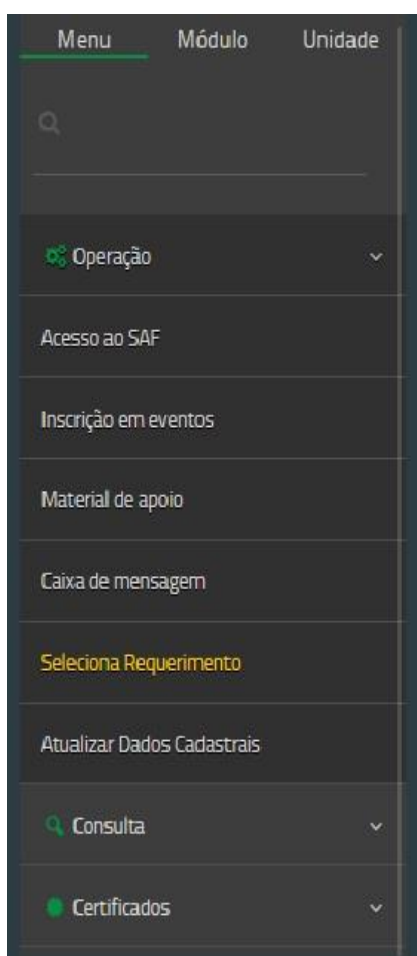 Menu Módulo Unidade
Operação
Acesso ao SAF
Inscrição em eventos
Material de apoio
Caixa de mensagem
Seleciona Requerimento
Atualizar Dados Cadastrais
Consulta
Certificados